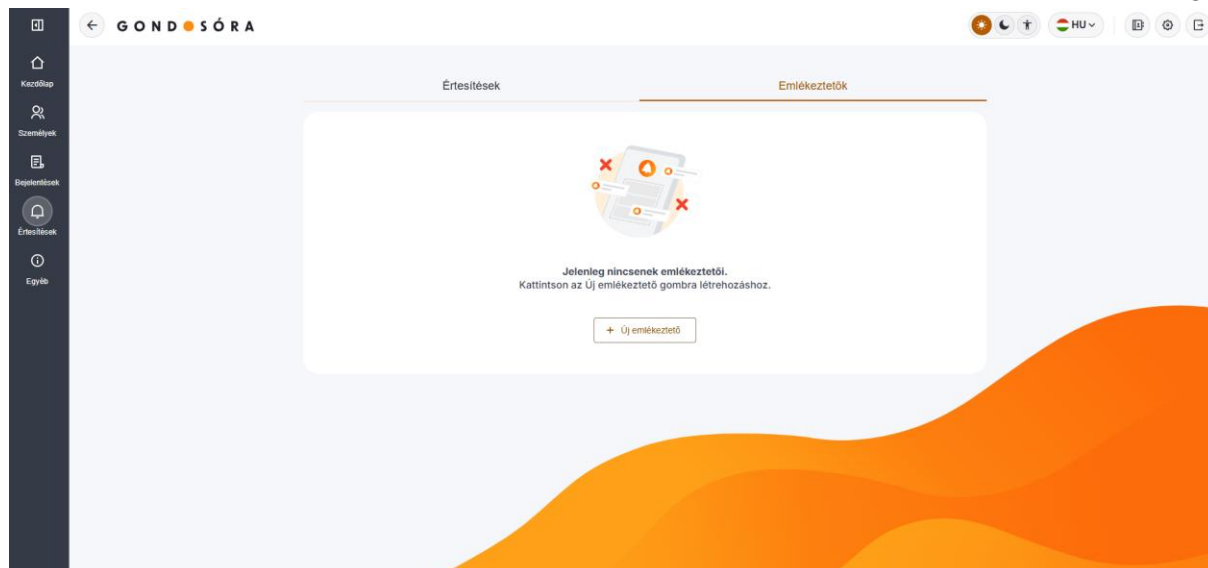 GONDOSÓRA
HU
Kezdőlap
Személyek
Bejelentések
Értesítések
Egyéb
Értesítések
Emlékeztetők
Jelenleg nincsenek emlékeztetői.
Kattintson az Új emlékeztető gombra létrehozáshoz.
+ Új emlékeztető